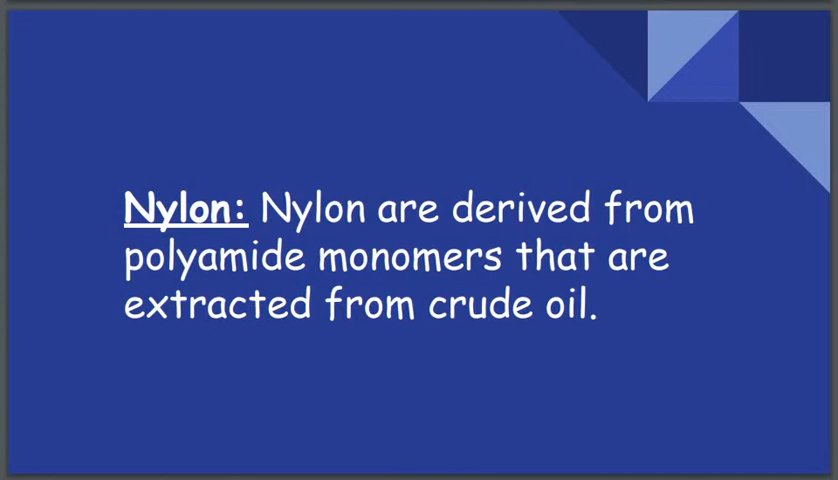 Nylon: Nylon are derived from
polyamide monomers that are
extracted from crude oil.